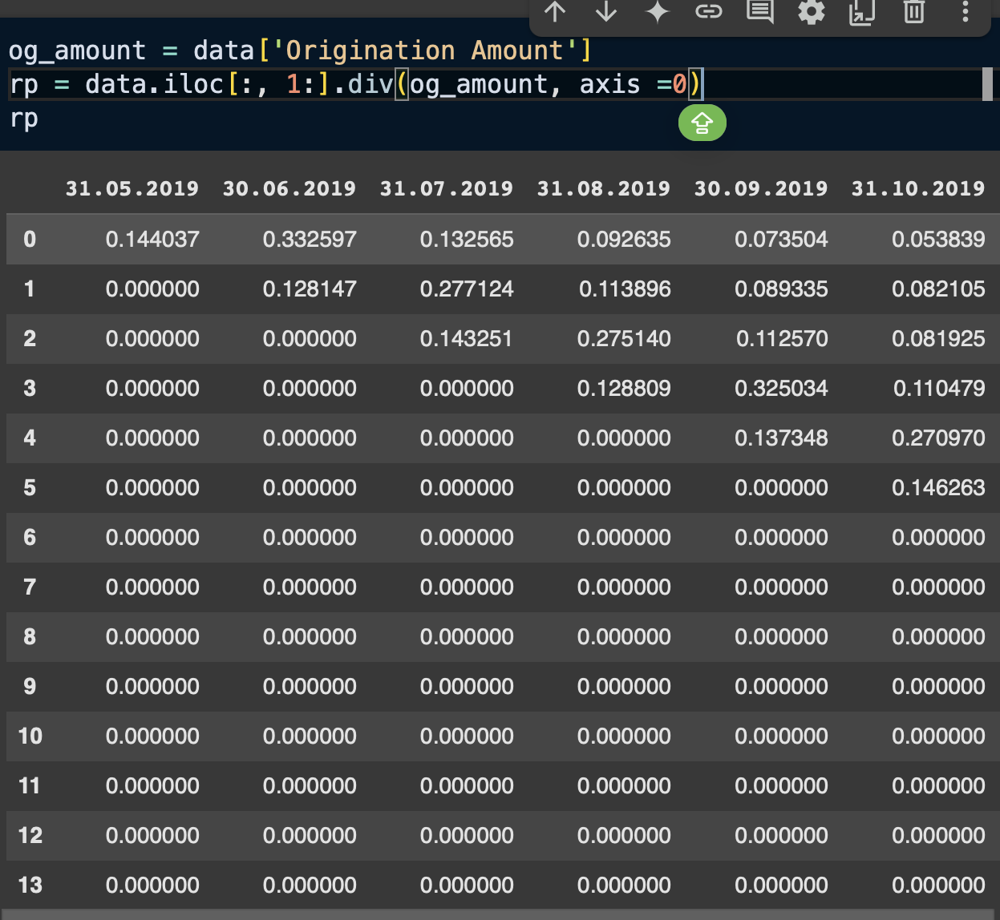 og_amount = data['Origination Amount']
rp = data.iloc[:, 1:].div(og_amount, axis =0)
rp
31.05.2019 30.06.2019 31.07.2019 31.08.2019 30.09.2019 31.10.2019
0 0.144037 0.332597 0.132565 0.092635 0.073504 0.053839
1 0.000000 0.128147 0.277124 0.113896 0.089335 0.082105
2 0.000000 0.000000 0.143251 0.275140 0.112570 0.081925
3 0.000000 0.000000 0.000000 0.128809 0.325034 0.110479
4 0.000000 0.000000 0.000000 0.000000 0.137348 0.270970
5 0.000000 0.000000 0.000000 0.000000 0.000000 0.146263
6 0.000000 0.000000 0.000000 0.000000 0.000000 0.000000
7 0.000000 0.000000 0.000000 0.000000 0.000000 0.000000
8 0.000000 0.000000 0.000000 0.000000 0.000000 0.000000
9 0.000000 0.000000 0.000000 0.000000 0.000000 0.000000
10 0.000000 0.000000 0.000000 0.000000 0.000000 0.000000
11 0.000000 0.000000 0.000000 0.000000 0.000000 0.000000
12 0.000000 0.000000 0.000000 0.000000 0.000000 0.000000
13 0.000000 0.000000 0.000000 0.000000 0.000000 0.000000